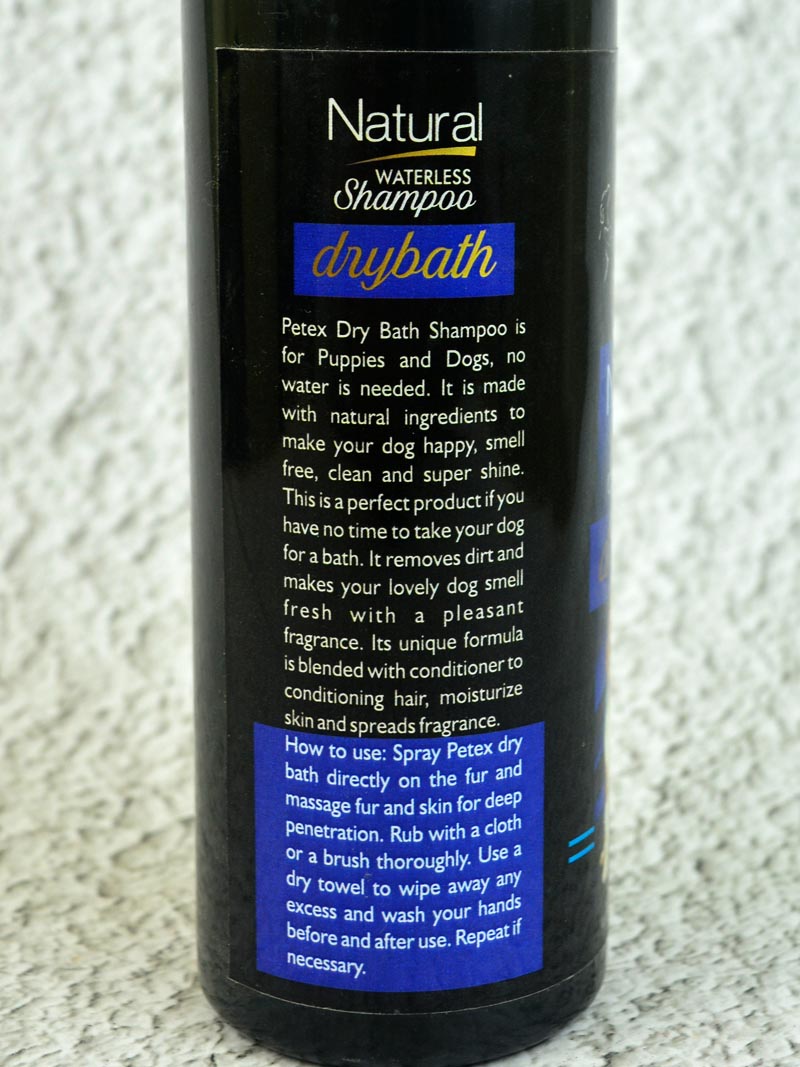 Natural
WATERLESS
Shampoo
drybath
Petex Dry Bath Shampoo is
for Puppies and Dogs, no
water is needed. It is made
with natural ingredients to
make your dog happy, smell
free, clean and super shine.
This is a perfect product if you
have no time to take your dog
for a bath. It removes dirt and
makes your lovely dog smell
fresh with a pleasant
fragrance. Its unique formula
is blended with conditioner to
conditioning hair, moisturize
skin and spreads fragrance.
How to use: Spray Petex dry
bath directly on the fur and
massage fur and skin for deep
penetration. Rub with a cloth
or a brush thoroughly. Use a
dry towel to wipe away any
excess and wash your hands
before and after use. Repeat if
necessary.